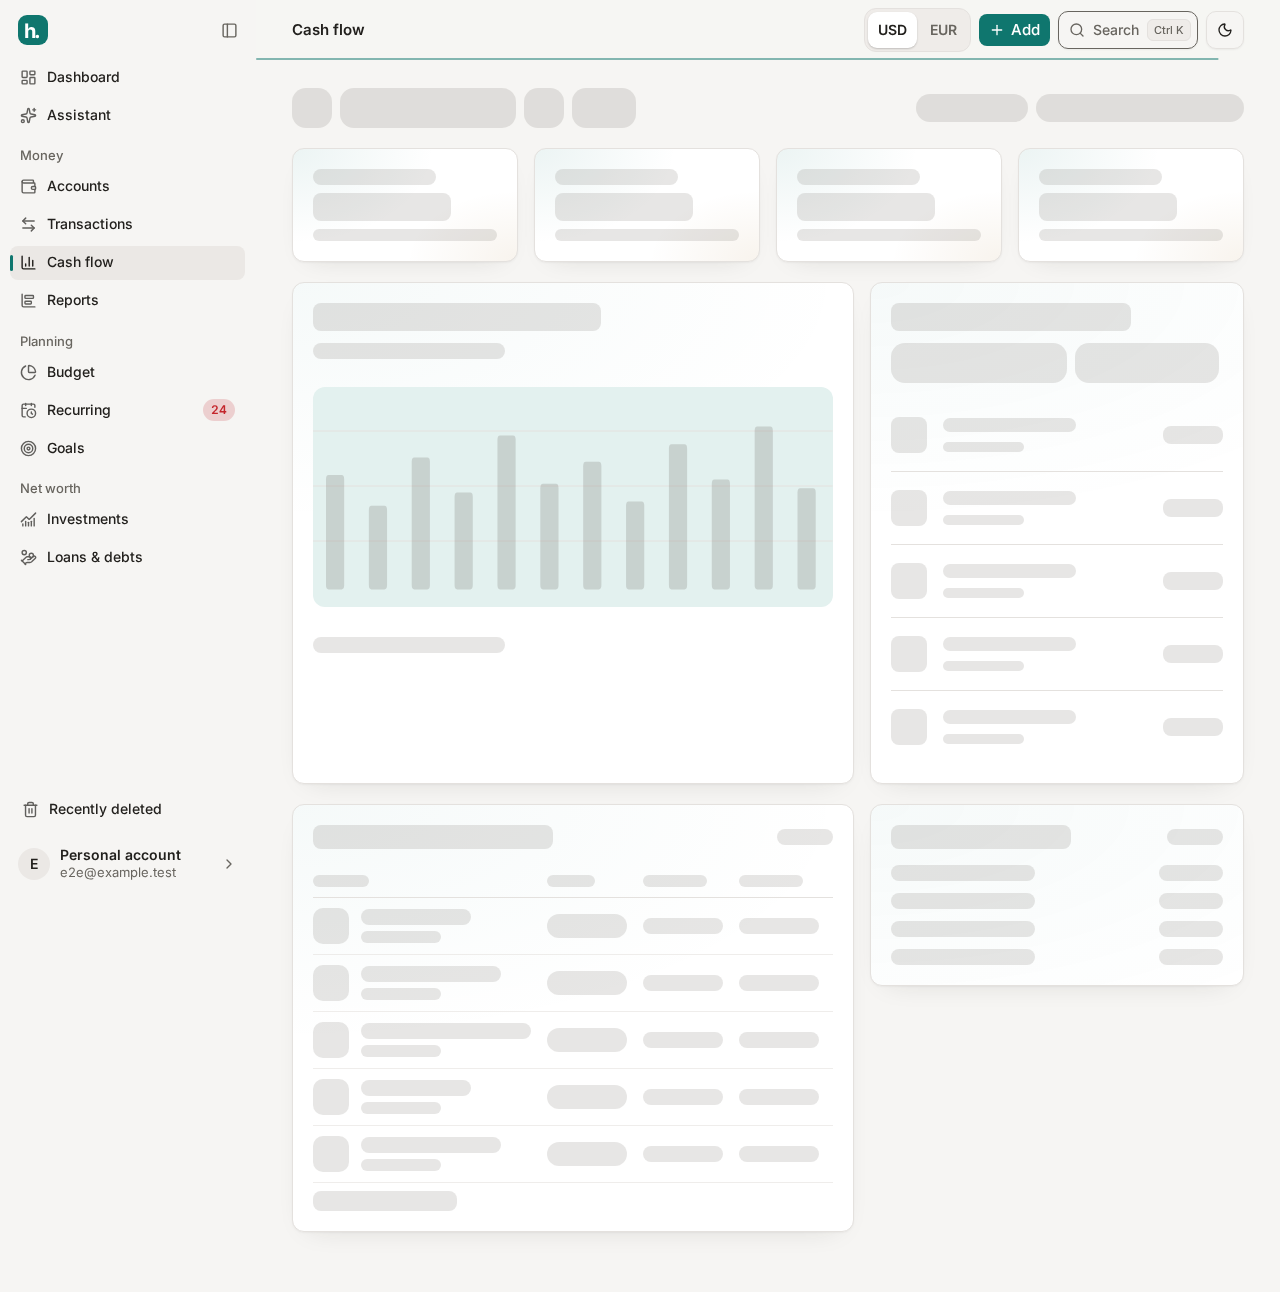 h.
Dashboard
Assistant
Money
Accounts
Transactions
Cash flow
Reports
Planning
Budget
Recurring 24
Goals
Net worth
Investments
Loans & debts
Recently deleted
E
Personal account
e2e@example.test
Cash flow
USD EUR
Add
Search Ctrl K